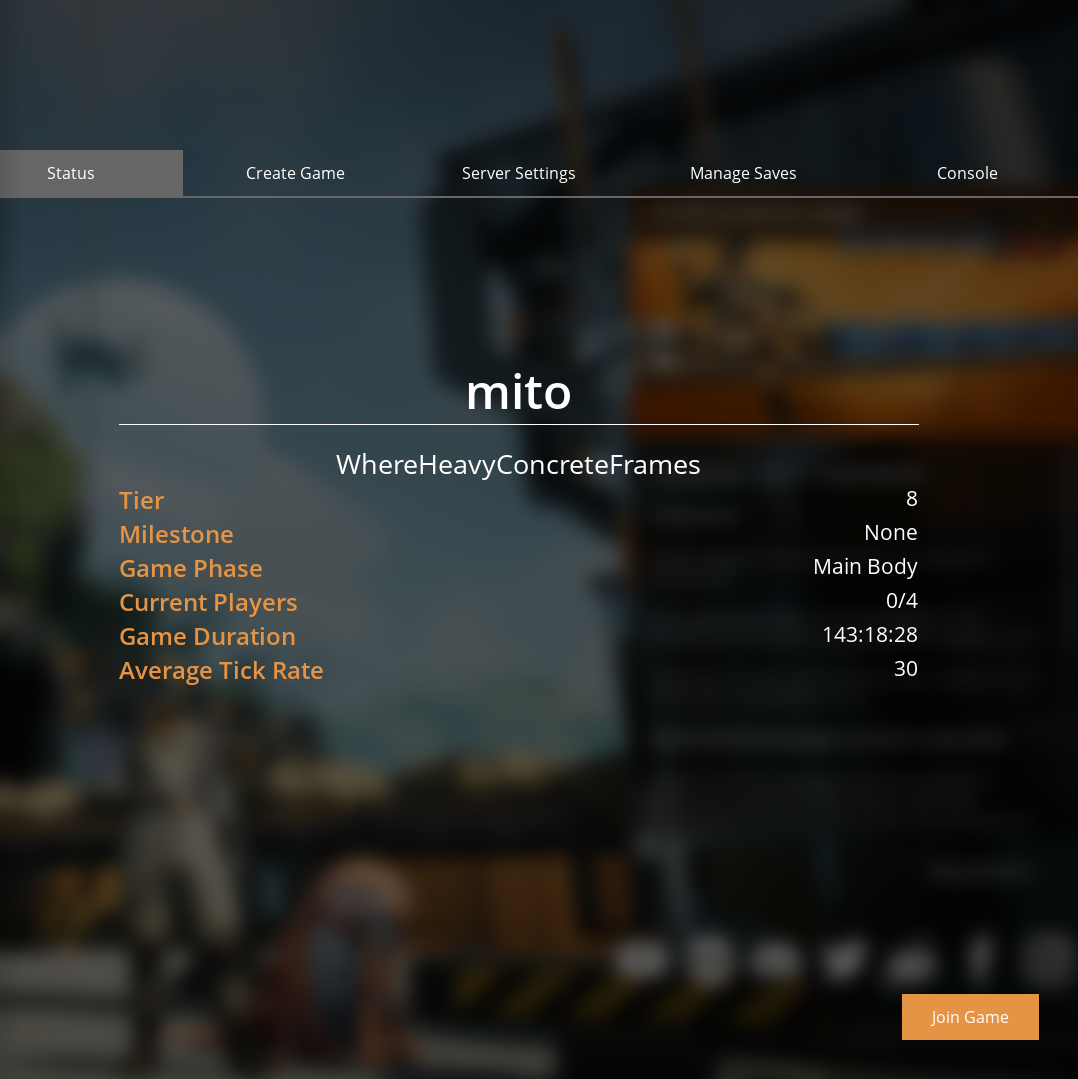 Status
Create Game
Server Settings
Manage Saves
Console
mito
WhereHeavyConcreteFrames
Tier 8
Milestone None
Game Phase Main Body
Current Players 0/4
Game Duration 143:18:28
Average Tick Rate 30
Join Game